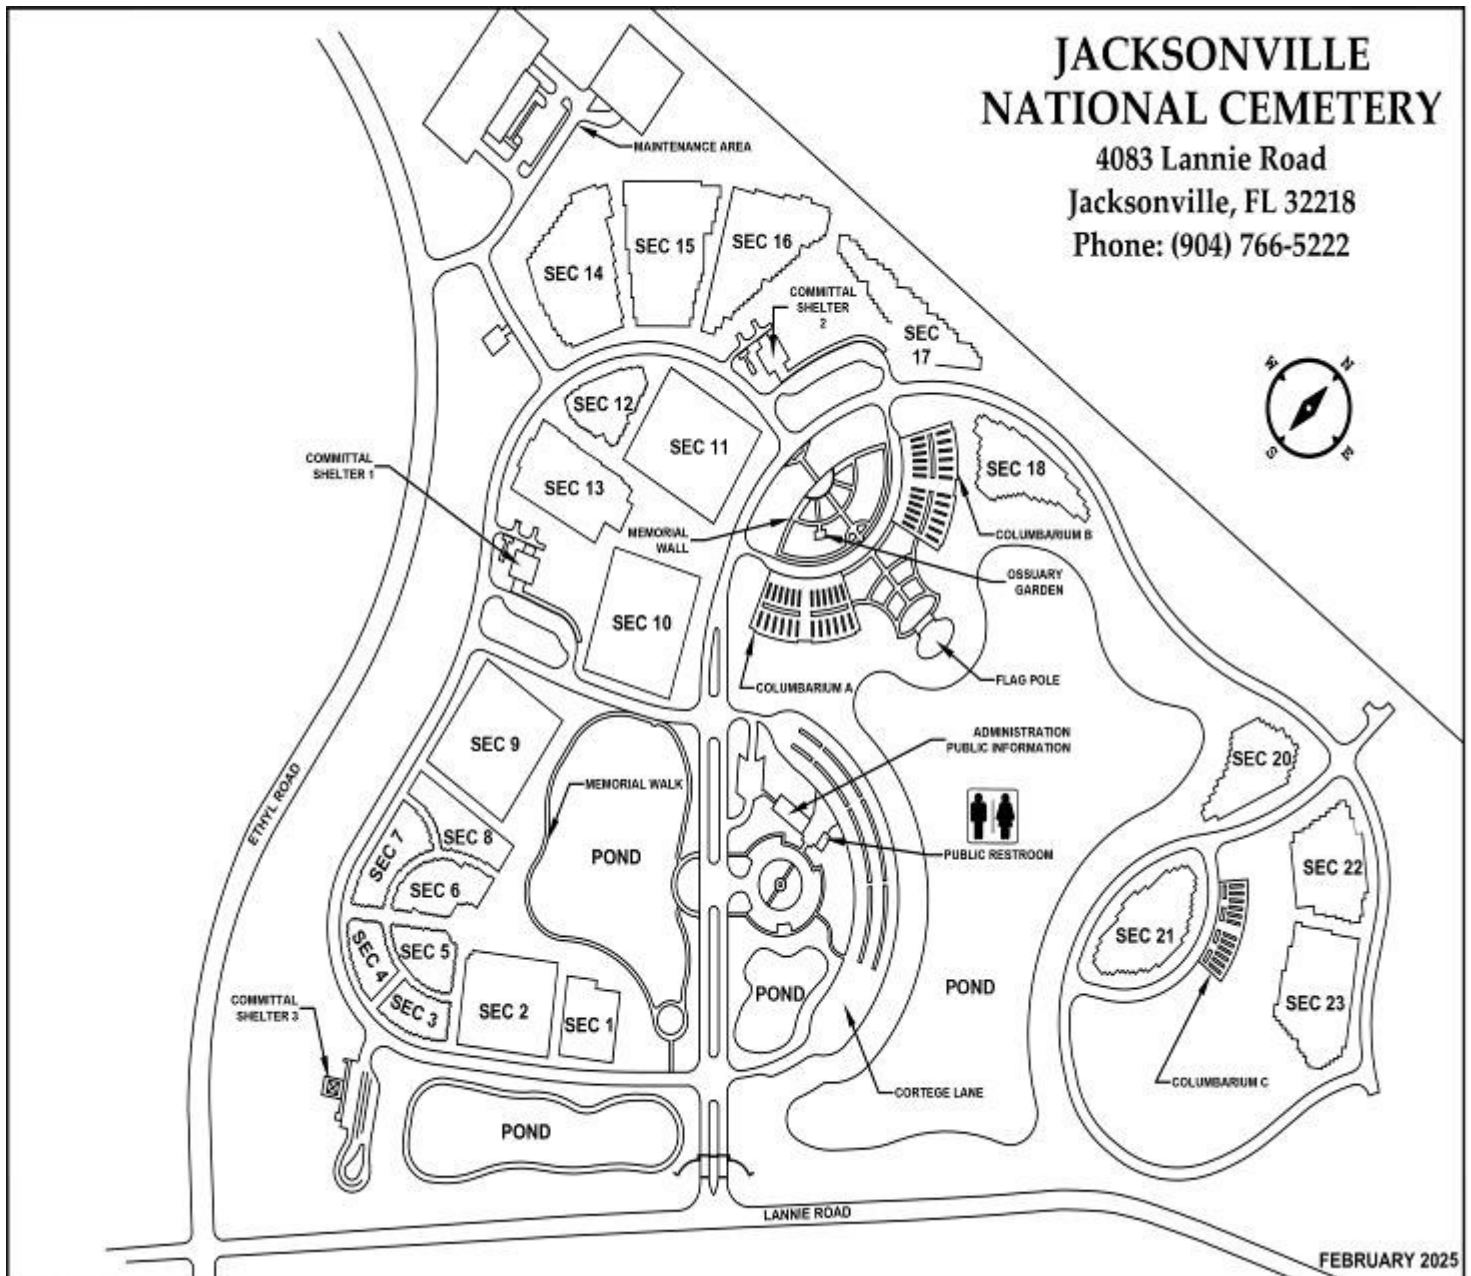 JACKSONVILLE
NATIONAL CEMETERY
4083 Lannie Road
Jacksonville, FL 32218
Phone: (904) 766-5222
MAINTENANCE AREA
SEC 14
SEC 15
SEC 16
COMMITTAL
SHELTER
2
SEC
17
W
N
S
E
SEC 12
SEC 11
SEC 13
COMMITTAL
SHELTER 1
SEC 18
MEMORIAL
WALL
COLUMBARIUM B
OSSUARY
GARDEN
SEC 10
COLUMBARIUM A
FLAG POLE
SEC 9
ADMINISTRATION
PUBLIC INFORMATION
SEC 20
MEMORIAL WALK
ETHYL ROAD
SEC 7
SEC 8
POND
PUBLIC RESTROOM
SEC 22
SEC 6
SEC 21
SEC 4
SEC 5
POND
POND
SEC 3
SEC 2
SEC 1
SEC 23
COMMITTAL
SHELTER 3
COLUMBARIUM C
CORTEGE LANE
POND
LANNIE ROAD
FEBRUARY 2025